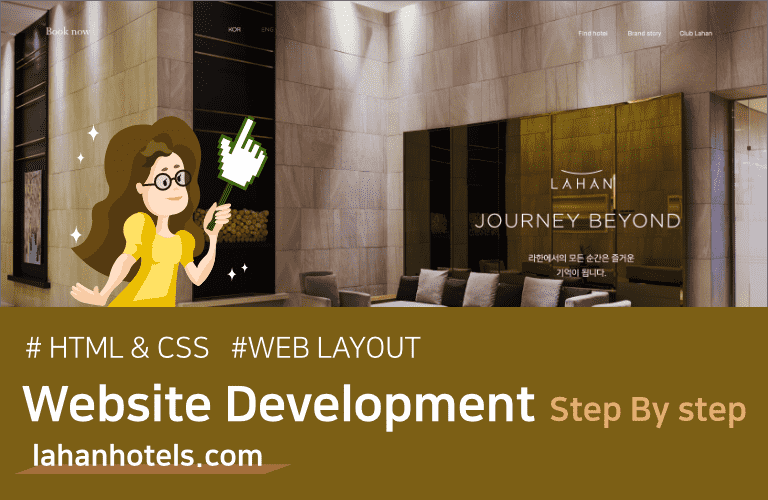 Book now KOR ENG Find hotel Brand story Club Lahan
LAHAN
JOURNEY BEYOND
라한에서의 모든 순간은 즐거운
기억이 됩니다.
# HTML & CSS #WEB LAYOUT
Website Development Step By step
lahanhotels.com